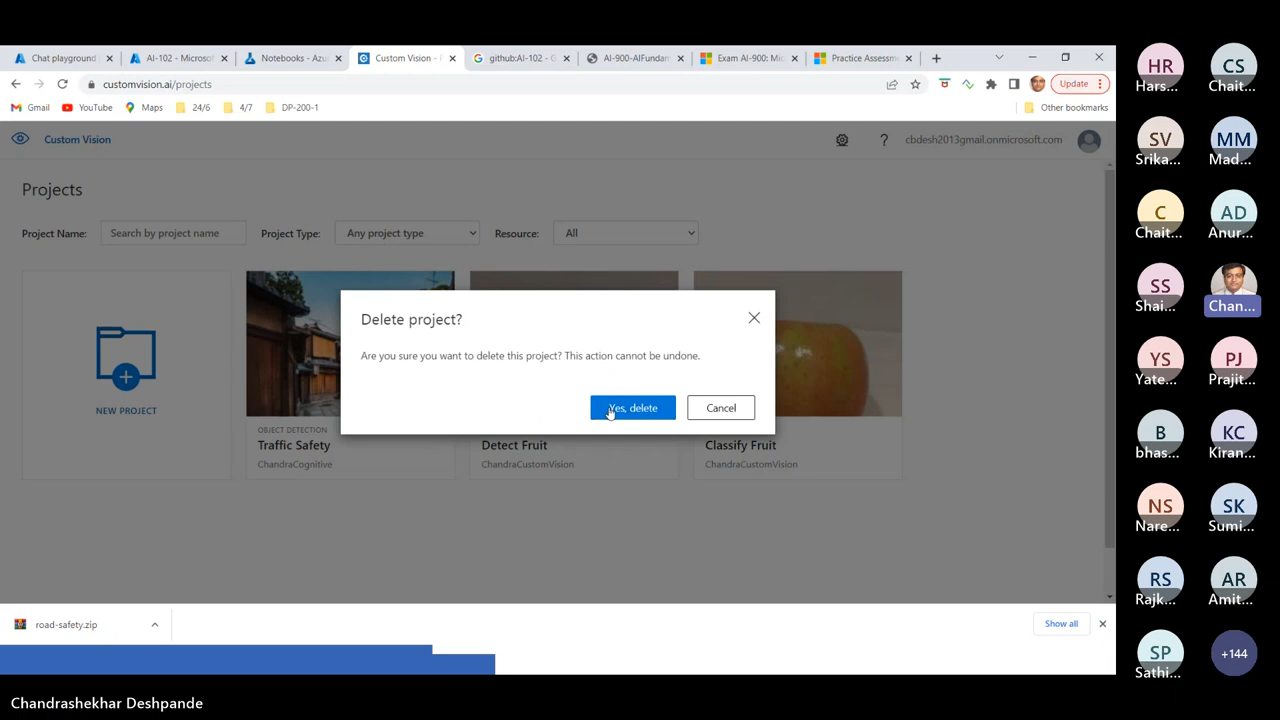 Chat playground
AI-102 - Microsof
Notebooks - Azu
Custom Vision - P
github:AI-102 - G
AI-900-AIFundam
Exam AI-900: Mic
Practice Assessm
customvision.ai/projects
Update
Gmail
YouTube
Maps
24/6
4/7
DP-200-1
Other bookmarks
Custom Vision
cbdesh2013gmail.onmicrosoft.com
Projects
Project Name:
Search by project name
Project Type:
Any project type
Resource:
All
Delete project?
Are you sure you want to delete this project? This action cannot be undone.
Yes, delete
Cancel
NEW PROJECT
OBJECT DETECTION
Traffic Safety
ChandraCognitive
Detect Fruit
ChandraCustomVision
Classify Fruit
ChandraCustomVision
road-safety.zip
Show all
HR
Hars...
CS
Chait...
SV
Srika...
MM
Mad...
C
Chait...
AD
Anur...
SS
Shai...
Chan...
YS
Yate...
PJ
Prajit...
B
bhas...
KC
Kiran...
NS
Nare...
SK
Sumi...
RS
Rajk...
AR
Amit...
SP
Sathi...
+144
Chandrashekhar Deshpande